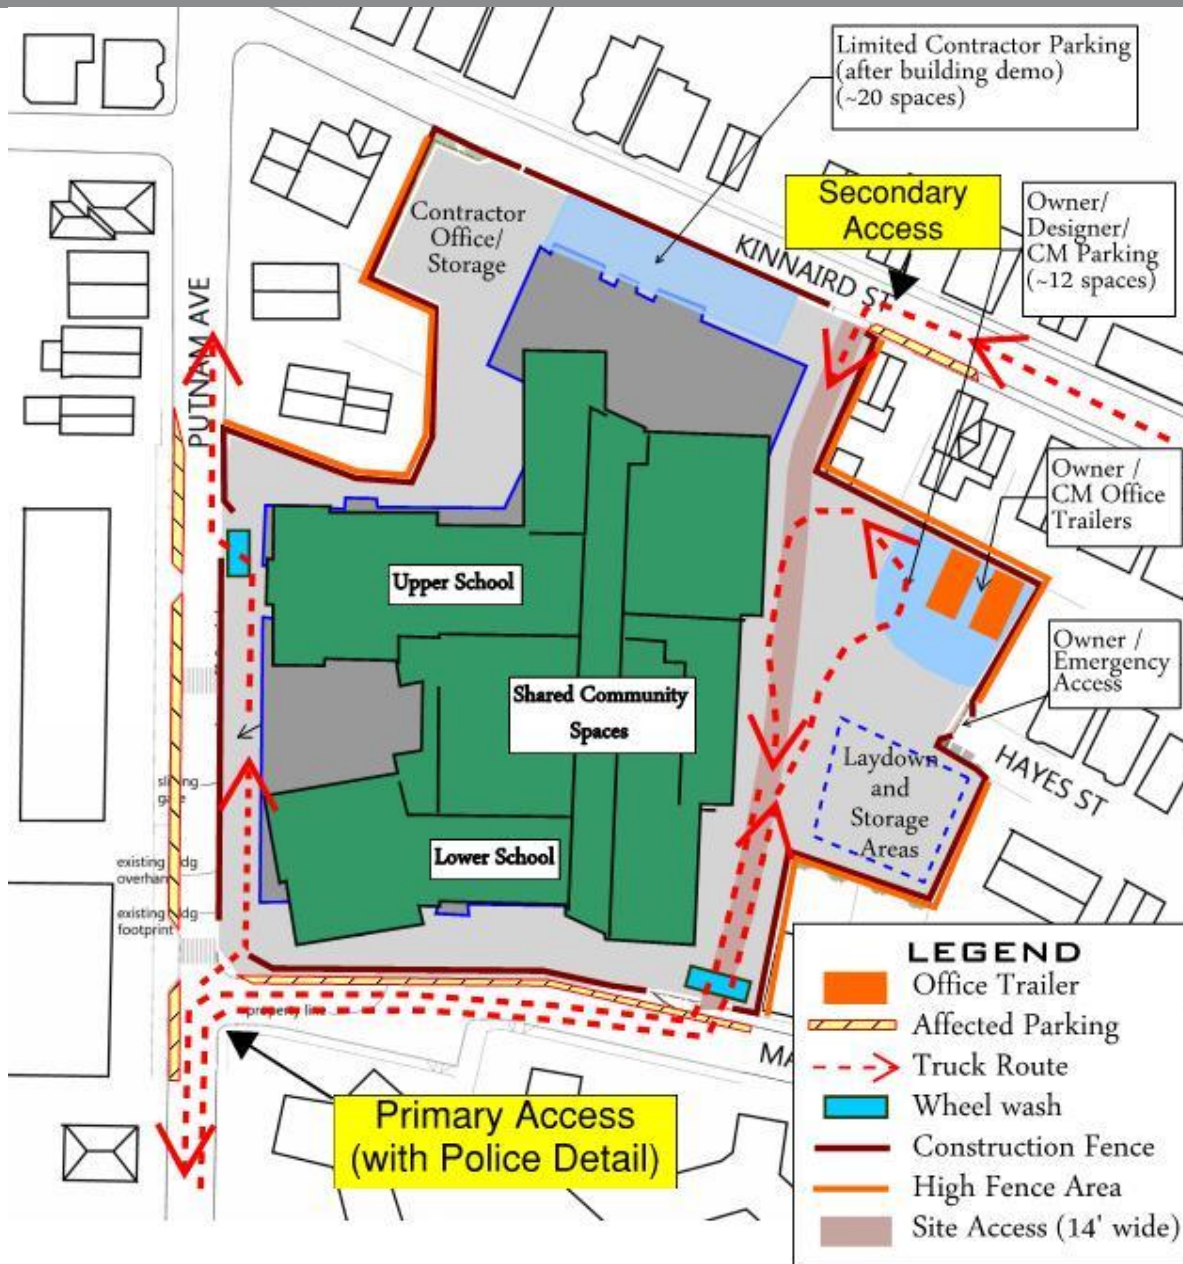 Limited Contractor Parking
(after building demo)
(~20 spaces)
Secondary
Access
Owner/
Designer/
CM Parking
(~12 spaces)
Contractor
Office/
Storage
KINNAIRD ST
PUTNAM AVE
Owner /
CM Office
Trailers
Upper School
Owner /
Emergency
Access
Shared Community
Spaces
HAYES ST
Laydown
and
Storage
Areas
Lower School
existing
overhan
existing
footprint
property line
Primary Access
(with Police Detail)
LEGEND
Office Trailer
Affected Parking
Truck Route
Wheel wash
Construction Fence
High Fence Area
Site Access (14' wide)